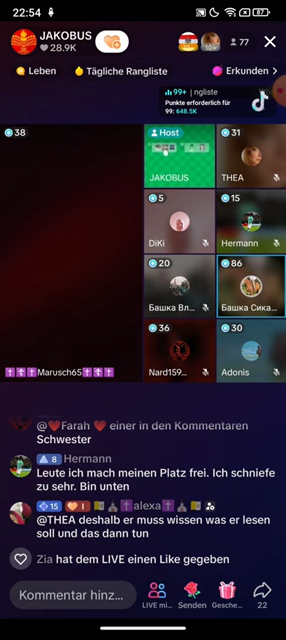 22:54
87
JAKOBUS
28.9K
10+
77
Leben
Tägliche Rangliste
Erkunden >
99+ | ngliste
Punkte erforderlich für
99: 648.5K
38
Host
31
JAKOBUS
THEA
5
15
DiKi
Hermann
20
86
Башка Вл...
Башка Сика...
36
30
✝️✝️✝️Marusch65✝️✝️✝️
Nard159...
Adonis
@❤️Farah ❤️ einer in den Kommentaren
Schwester
8 Hermann
Leute ich mach meinen Platz frei. Ich schniefe
zu sehr. Bin unten
15 1 alexa
@THEA deshalb er muss wissen was er lesen
soll und das dann tun
Zia hat dem LIVE einen Like gegeben
Kommentar hinz...
LIVE mi...
Senden
Gesche...
22